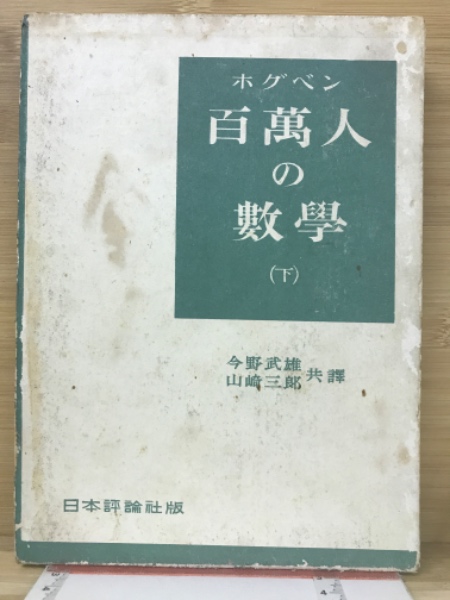 ホグベン
百萬人
の
數學
(下)
今野武雄
山崎三郎 共譯
日本評論社版